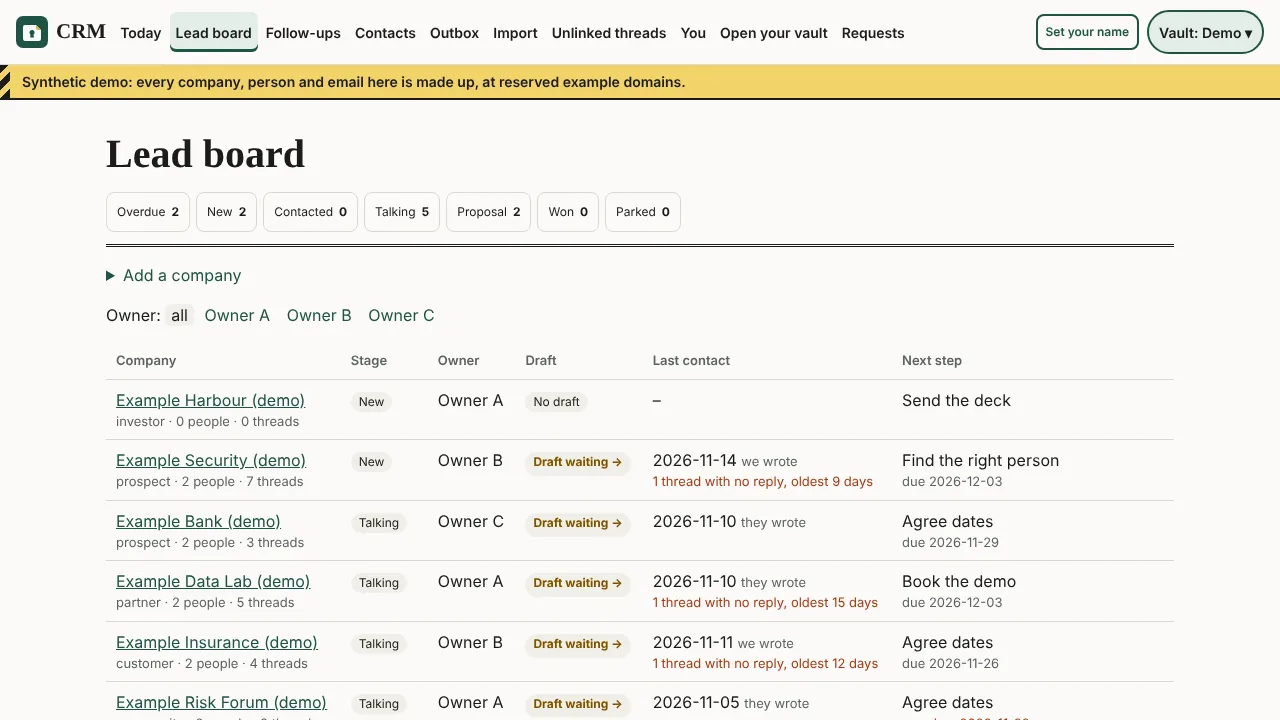 CRM Today Lead board Follow-ups Contacts Outbox Import Unlinked threads You Open your vault Requests Set your name Vault: Demo ▾
Synthetic demo: every company, person and email here is made up, at reserved example domains.
Lead board
Overdue 2 New 2 Contacted 0 Talking 5 Proposal 2 Won 0 Parked 0
▶ Add a company
Owner: all Owner A Owner B Owner C
Company Stage Owner Draft Last contact Next step
Example Harbour (demo) New Owner A No draft – Send the deck
investor · 0 people · 0 threads
Example Security (demo) New Owner B Draft waiting → 2026-11-14 we wrote Find the right person
prospect · 2 people · 7 threads 1 thread with no reply, oldest 9 days due 2026-12-03
Example Bank (demo) Talking Owner C Draft waiting → 2026-11-10 they wrote Agree dates
prospect · 2 people · 3 threads due 2026-11-29
Example Data Lab (demo) Talking Owner A Draft waiting → 2026-11-10 they wrote Book the demo
partner · 2 people · 5 threads 1 thread with no reply, oldest 15 days due 2026-12-03
Example Insurance (demo) Talking Owner B Draft waiting → 2026-11-11 we wrote Agree dates
customer · 2 people · 4 threads 1 thread with no reply, oldest 12 days due 2026-11-26
Example Risk Forum (demo) Talking Owner A Draft waiting → 2026-11-05 they wrote Agree dates